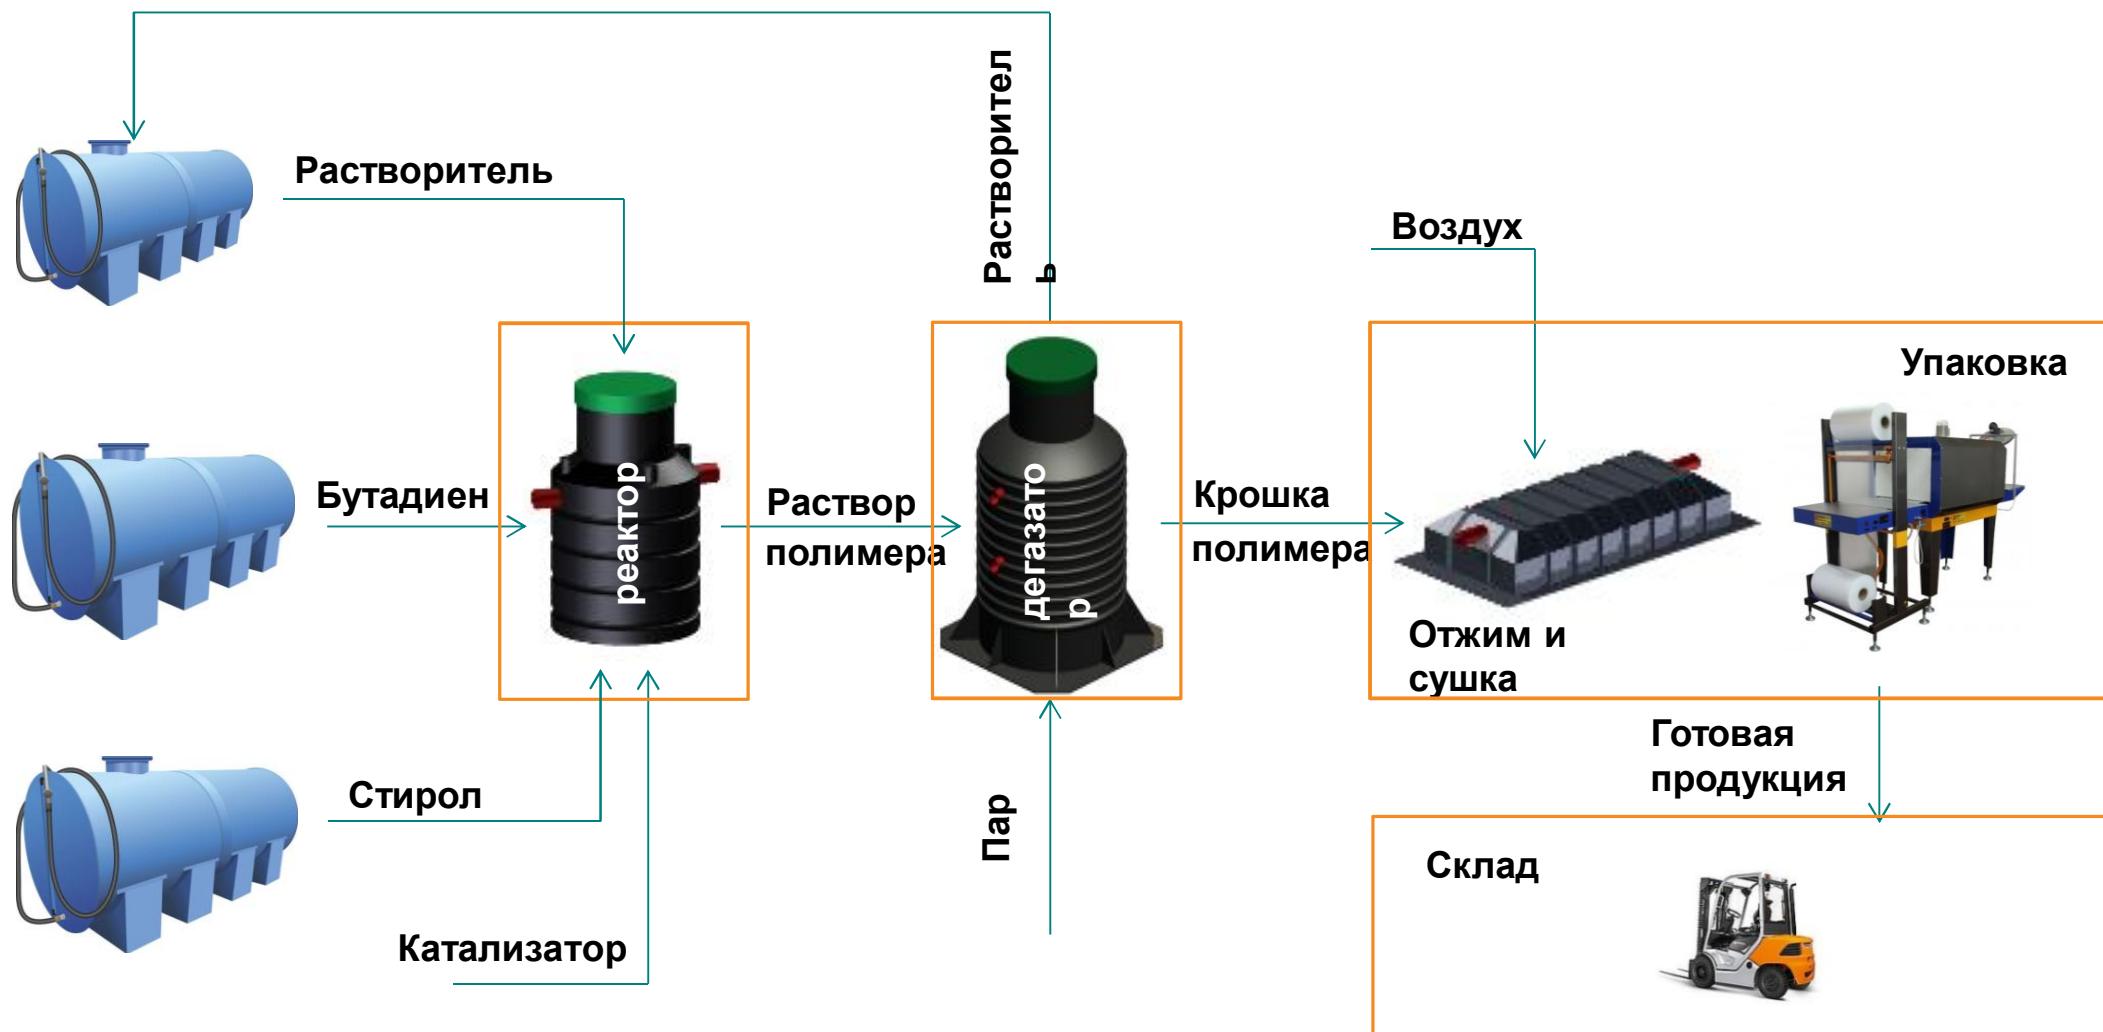 Растворител
ь
Растворитель
Воздух
Упаковка
Бутадиен
реактор
Раствор
полимера
дегазато
р
Крошка
полимера
Отжим и
сушка
Готовая
продукция
Стирол
Пар
Склад
Катализатор